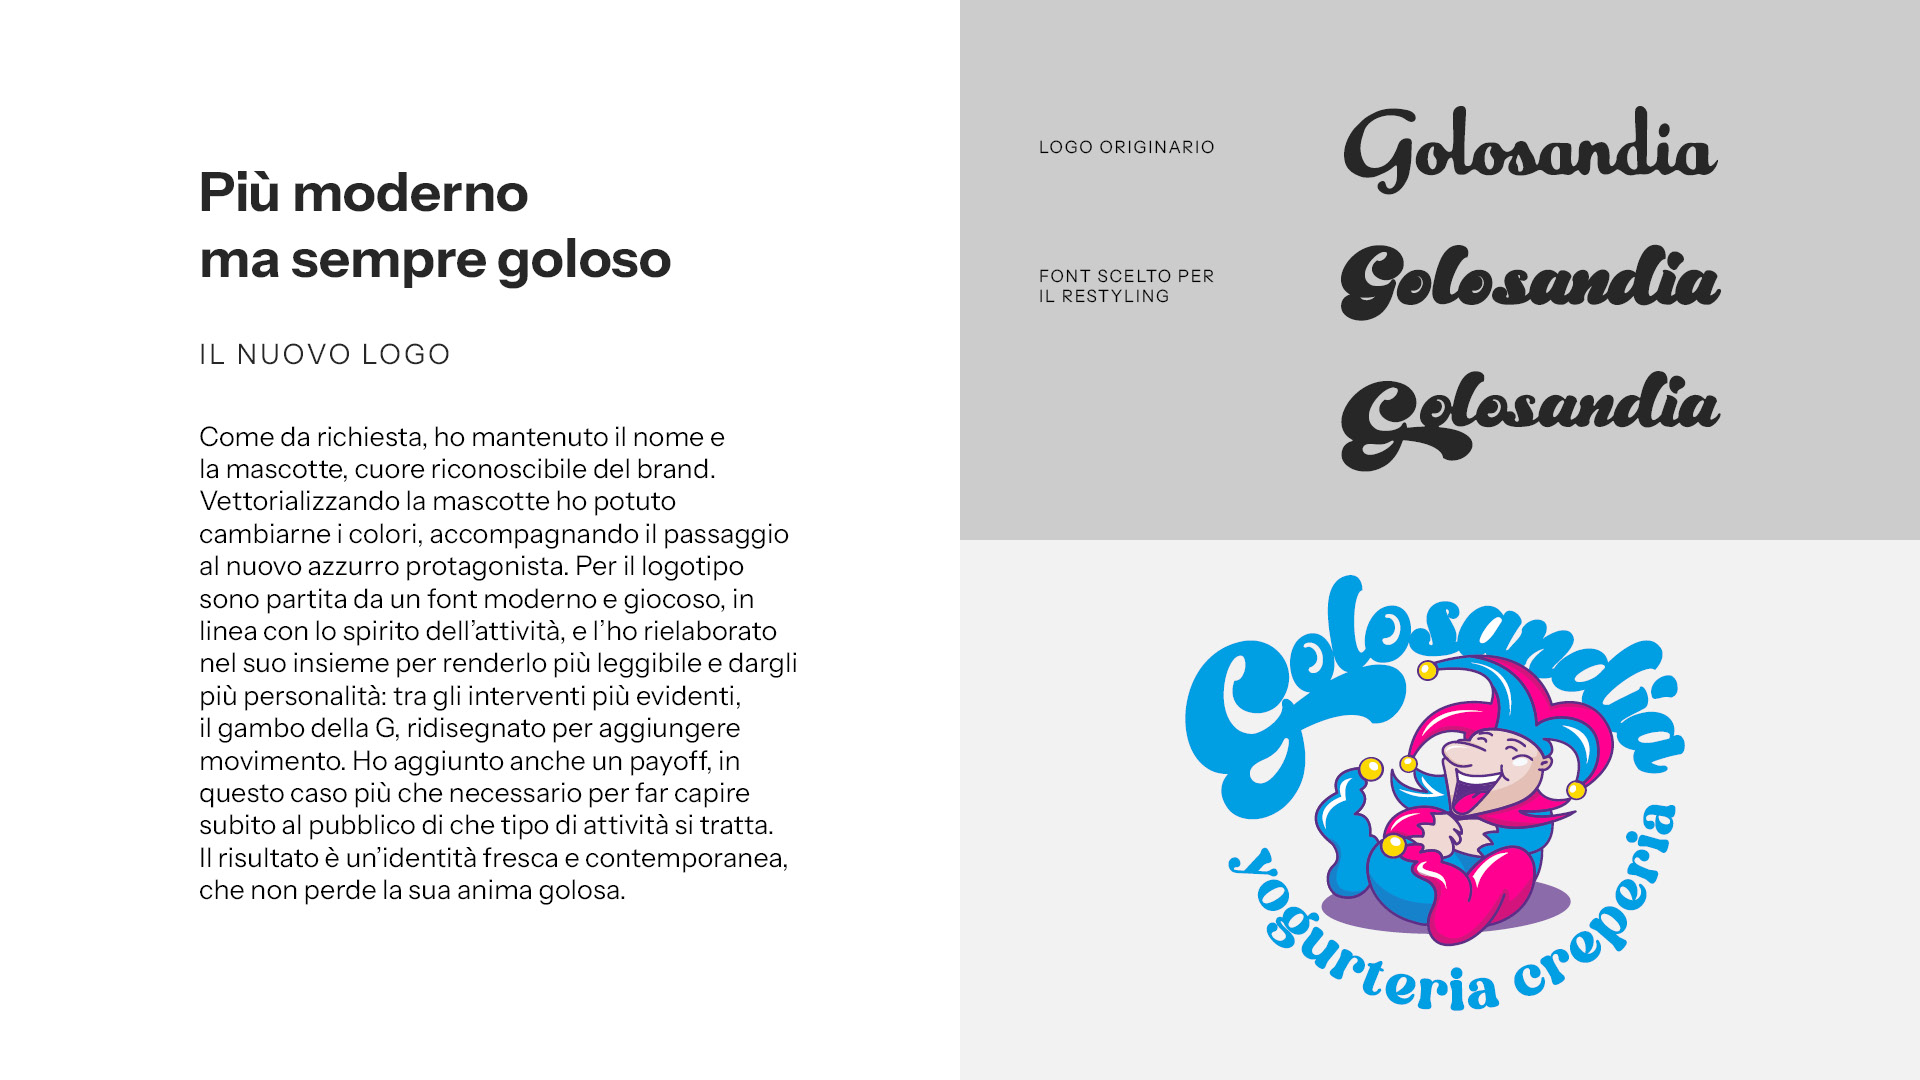 Più moderno
ma sempre goloso
IL NUOVO LOGO
Come da richiesta, ho mantenuto il nome e
la mascotte, cuore riconoscibile del brand.
Vettorializzando la mascotte ho potuto
cambiarne i colori, accompagnando il passaggio
al nuovo azzurro protagonista. Per il logotipo
sono partita da un font moderno e giocoso, in
linea con lo spirito dell’attività, e l’ho rielaborato
nel suo insieme per renderlo più leggibile e dargli
più personalità: tra gli interventi più evidenti,
il gambo della G, ridisegnato per aggiungere
movimento. Ho aggiunto anche un payoff, in
questo caso più che necessario per far capire
subito al pubblico di che tipo di attività si tratta.
Il risultato è un’identità fresca e contemporanea,
che non perde la sua anima golosa.
LOGO ORIGINARIO
Golosandia
FONT SCELTO PER
IL RESTYLING
Golosandia
Golosandia
Golosandia
yogurteria creperia